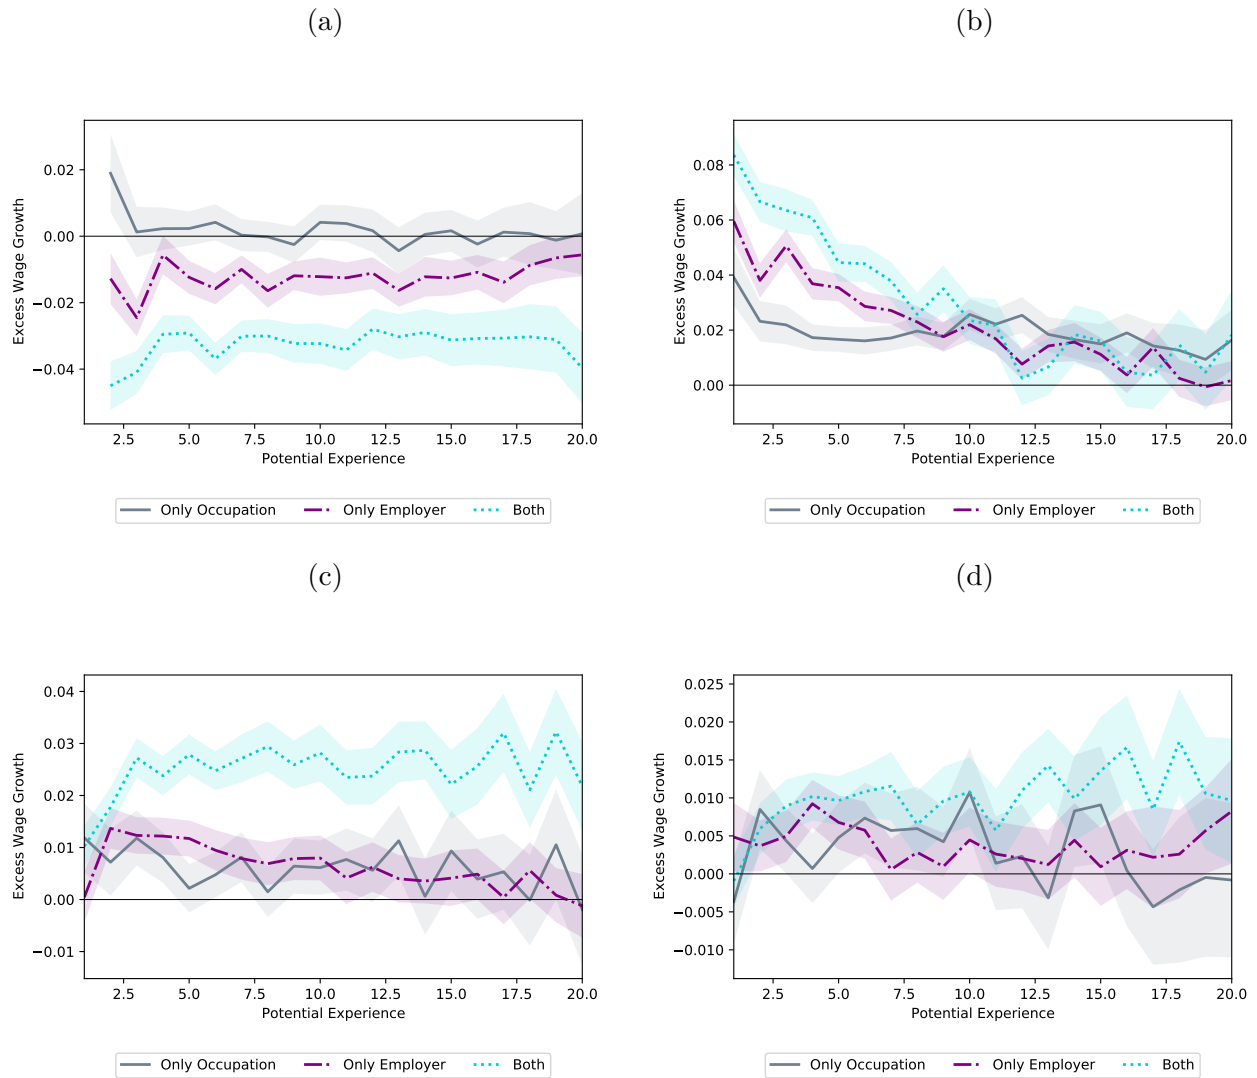 (a)
Excess Wage Growth
0.02
0.00
−0.02
−0.04
2.5 5.0 7.5 10.0 12.5 15.0 17.5 20.0
Potential Experience
Only Occupation Only Employer Both
(b)
Excess Wage Growth
0.08
0.06
0.04
0.02
0.00
2.5 5.0 7.5 10.0 12.5 15.0 17.5 20.0
Potential Experience
Only Occupation Only Employer Both
(c)
Excess Wage Growth
0.04
0.03
0.02
0.01
0.00
−0.01
2.5 5.0 7.5 10.0 12.5 15.0 17.5 20.0
Potential Experience
Only Occupation Only Employer Both
(d)
Excess Wage Growth
0.025
0.020
0.015
0.010
0.005
0.000
−0.005
−0.010
2.5 5.0 7.5 10.0 12.5 15.0 17.5 20.0
Potential Experience
Only Occupation Only Employer Both